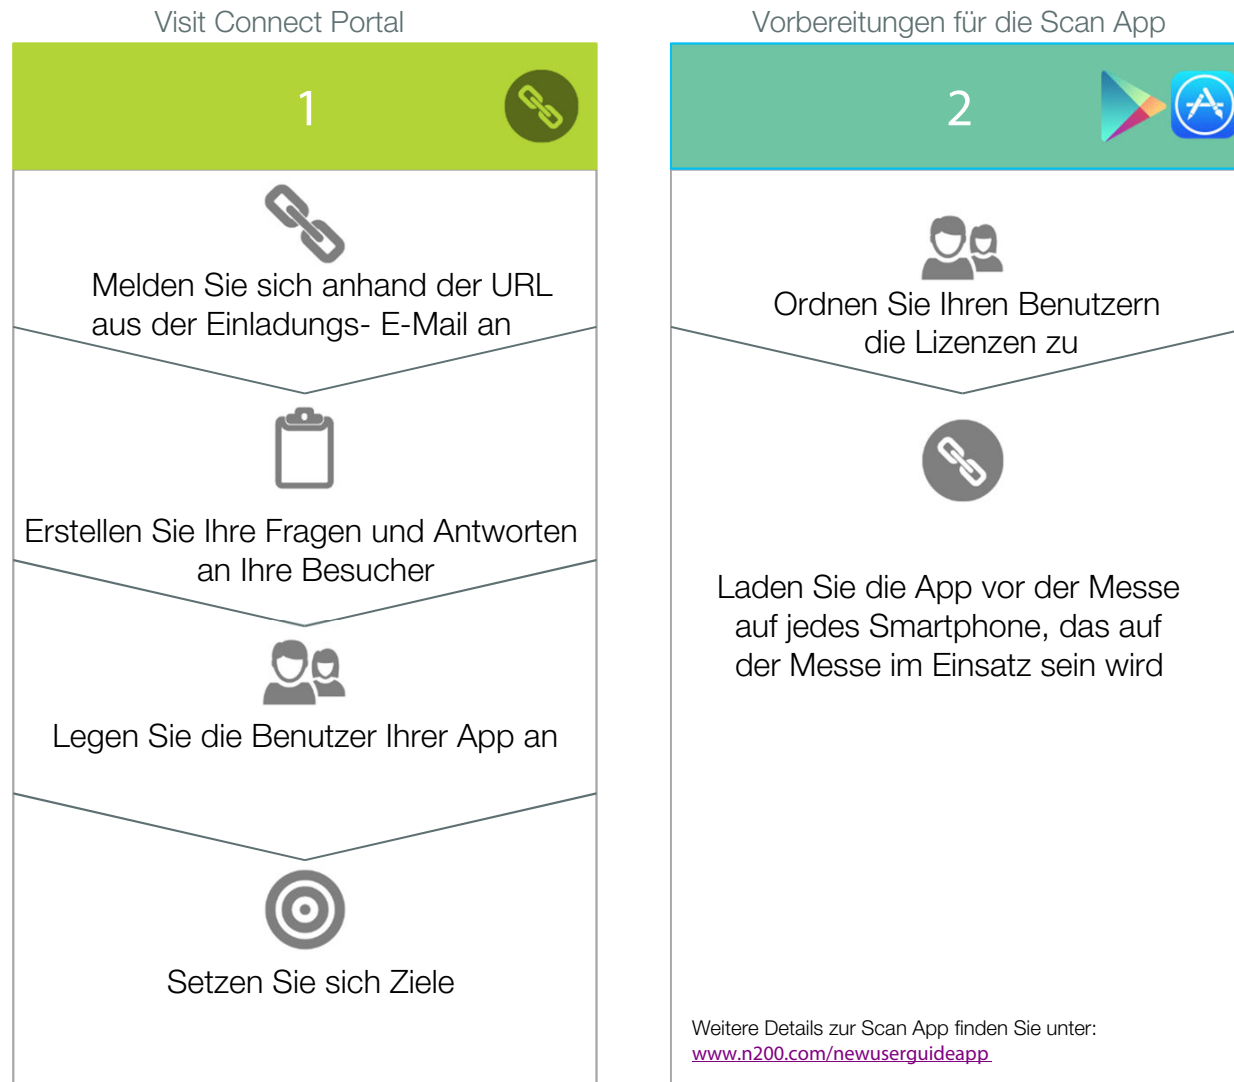 Visit Connect Portal
1
Melden Sie sich anhand der URL
aus der Einladungs- E-Mail an
Erstellen Sie Ihre Fragen und Antworten
an Ihre Besucher
Legen Sie die Benutzer Ihrer App an
Setzen Sie sich Ziele
Vorbereitungen für die Scan App
2
Ordnen Sie Ihren Benutzern
die Lizenzen zu
Laden Sie die App vor der Messe
auf jedes Smartphone, das auf
der Messe im Einsatz sein wird
Weitere Details zur Scan App finden Sie unter:
www.n200.com/newuserguideapp